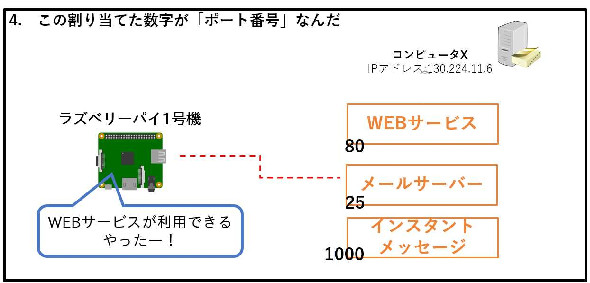 4. この割り当てた数字が「ポート番号」なんだ
コンピュータX
IPアドレス:30.224.11.6
ラズベリーパイ1号機
WEBサービス
80
メールサーバー
25
WEBサービスが利用できる
やったー！
インスタント
メッセージ
1000